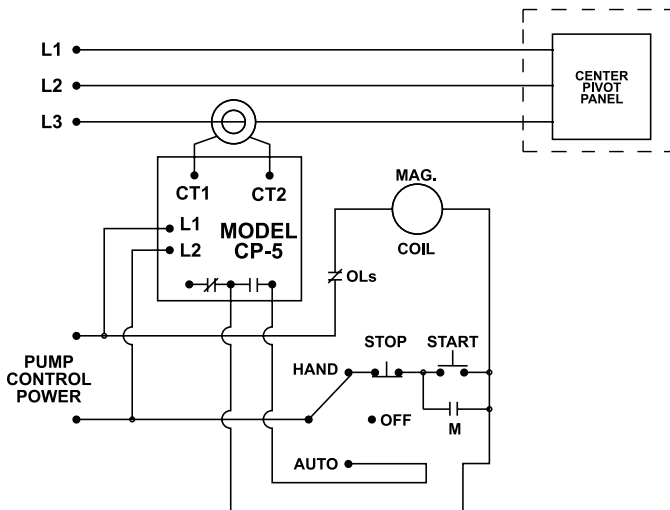 L1
L2
L3
CENTER
PIVOT
PANEL
CT1
CT2
MAG.
COIL
L1
L2
MODEL
CP-5
OLs
PUMP
CONTROL
POWER
STOP
START
HAND
OFF
M
AUTO